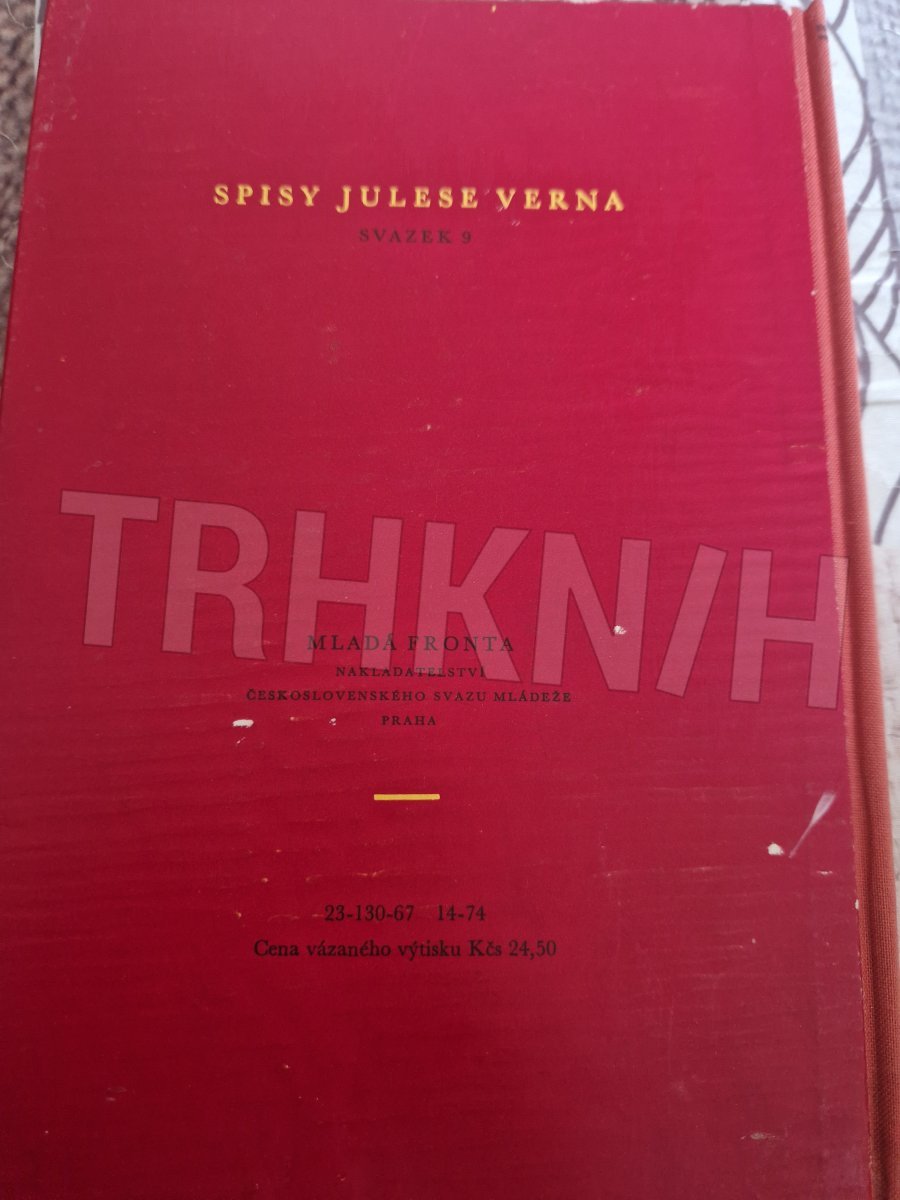 SPISY JULESE VERNA
SVAZEK 9
TRHKNIH
MLADÁ FRONTA
NAKLADATELSTVÍ
ČESKOSLOVENSKÉHO SVAZU MLÁDEŽE
PRAHA
23-130-67 14-74
Cena vázaného výtisku Kčs 24,50